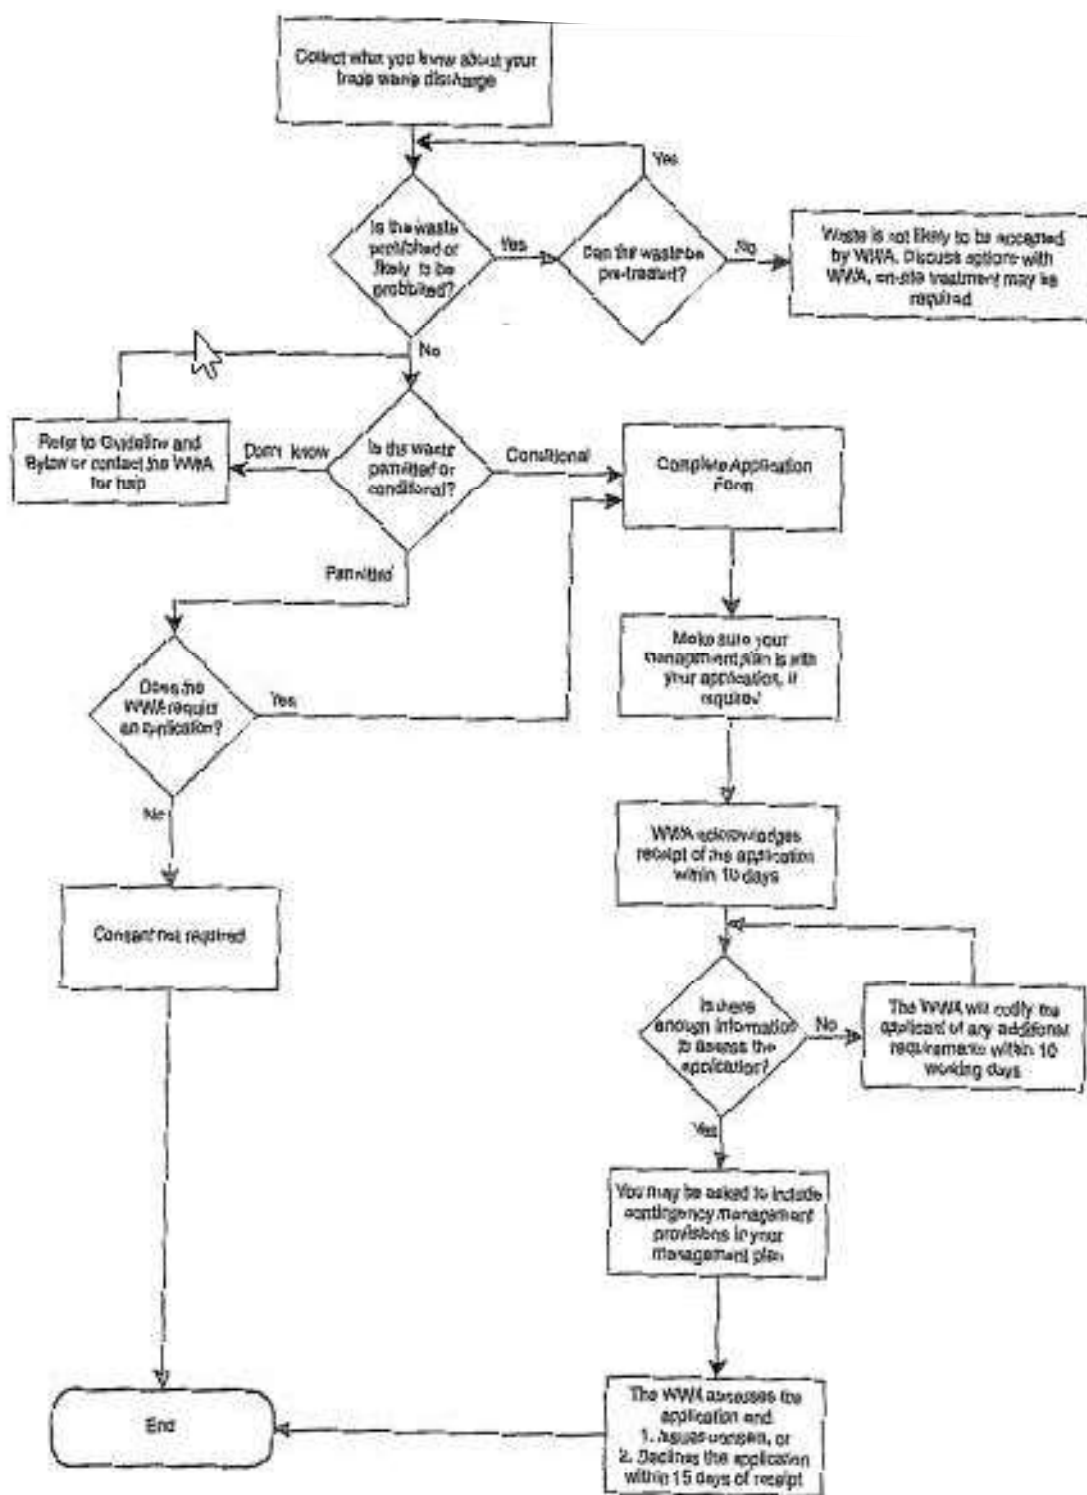 Collect what you know about your
trade waste discharge
Yes
Is the waste
prohibited or
likely to be
prohibited?
Yes
Can the waste be
pre-treated?
No
Waste is not likely to be accepted
by WWA. Discuss actions with
WWA, on-site treatment may be
required
No
Refer to Guideline and
Bylaw or contact the WWA
for help
Don't know
Is the waste
permitted or
conditional?
Conditional
Complete Application
Form
Permitted
Make sure your
management plan is with
your application, if
required
Does the
WWA require
an application?
Yes
No
WWA acknowledges
receipt of the application
within 10 days
Consent not required
Is there
enough information
to assess the
application?
No
The WWA will notify the
applicant of any additional
requirements within 10
working days
Yes
You may be asked to include
contingency management
provisions in your
management plan
End
The WWA assesses the
application and
1. Issues consent, or
2. Declines the application
within 15 days of receipt